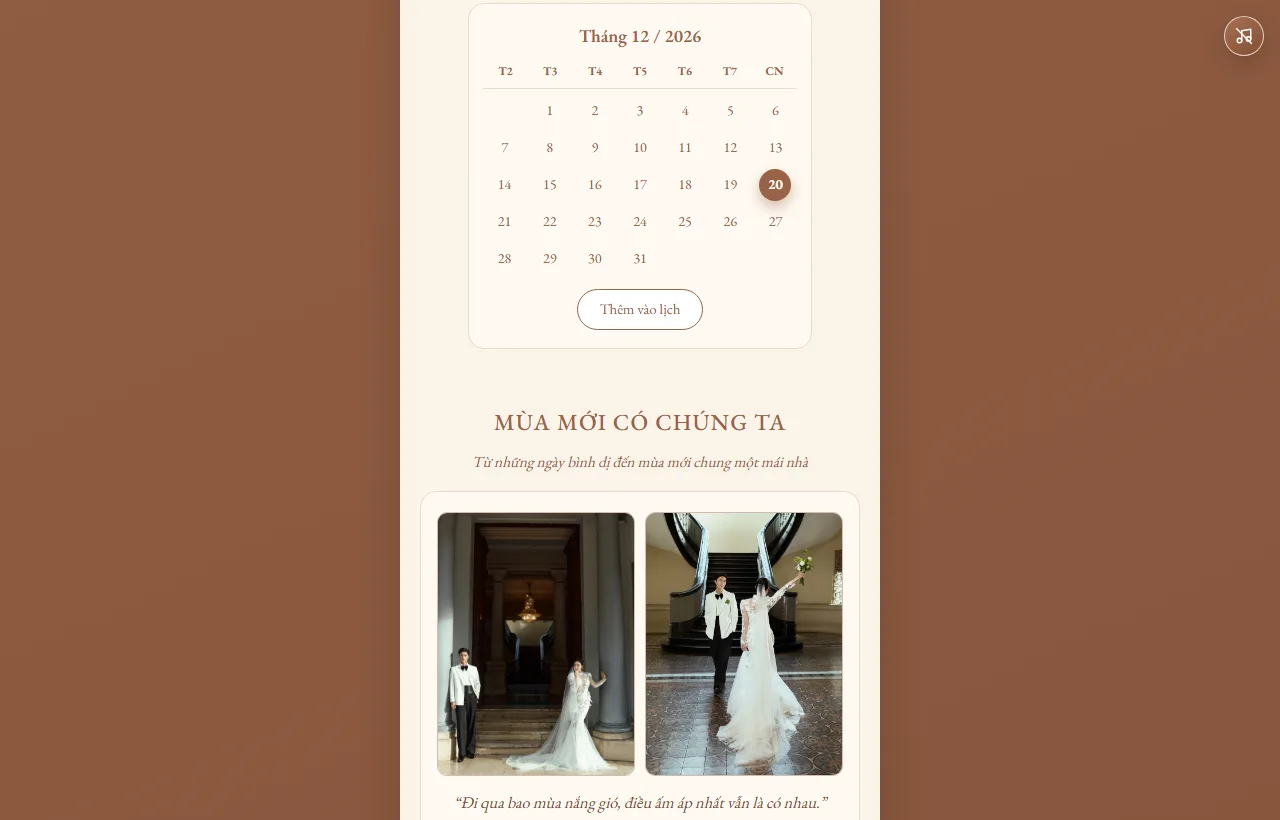 Tháng 12 / 2026
T2 T3 T4 T5 T6 T7 CN
1 2 3 4 5 6
7 8 9 10 11 12 13
14 15 16 17 18 19 20
21 22 23 24 25 26 27
28 29 30 31
Thêm vào lịch
MÙA MỚI CÓ CHÚNG TA
Từ những ngày bình dị đến mùa mới chung một mái nhà
“Đi qua bao mùa nắng gió, điều ấm áp nhất vẫn là có nhau.”